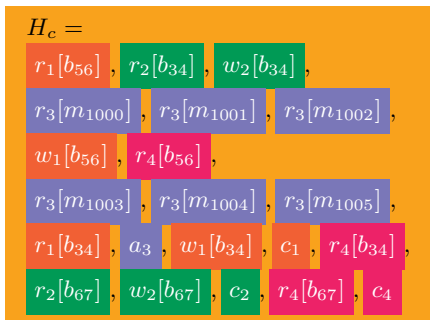 H_c =
r_1[b_56] , r_2[b_34] , w_2[b_34] ,
r_3[m_1000] , r_3[m_1001] , r_3[m_1002] ,
w_1[b_56] , r_4[b_56] ,
r_3[m_1003] , r_3[m_1004] , r_3[m_1005] ,
r_1[b_34] , a_3 , w_1[b_34] , c_1 , r_4[b_34] ,
r_2[b_67] , w_2[b_67] , c_2 , r_4[b_67] , c_4